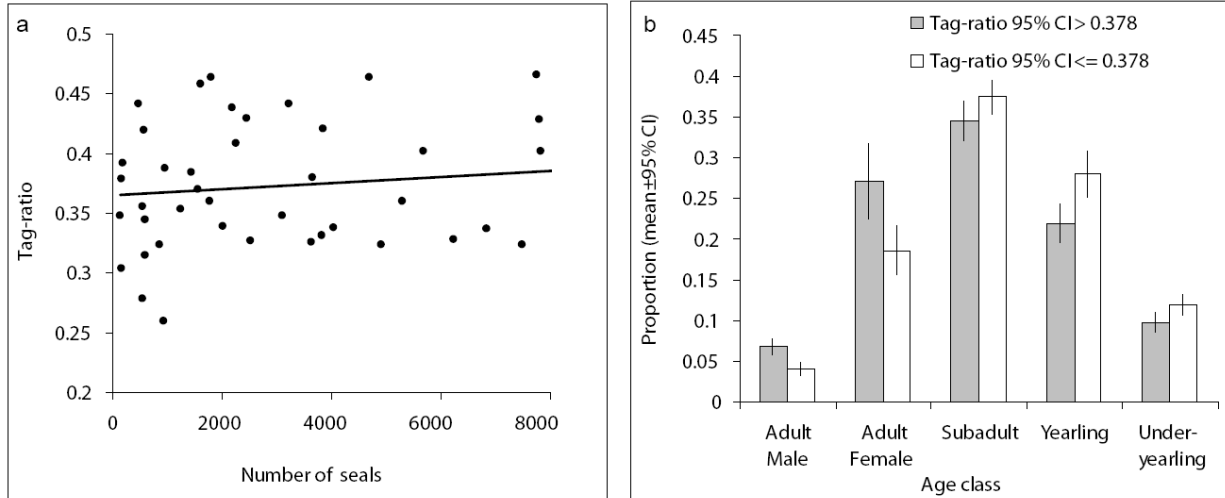 a
0.5
0.45
0.4
0.35
0.3
0.25
0.2
Tag-ratio
0 2000 4000 6000 8000
Number of seals
b
Tag-ratio 95% CI> 0.378
Tag-ratio 95% CI<= 0.378
0.45
0.4
0.35
0.3
0.25
0.2
0.15
0.1
0.05
0
Proportion (mean±95% CI)
Adult Male
Adult Female
Subadult
Yearling
Under-yearling
Age class